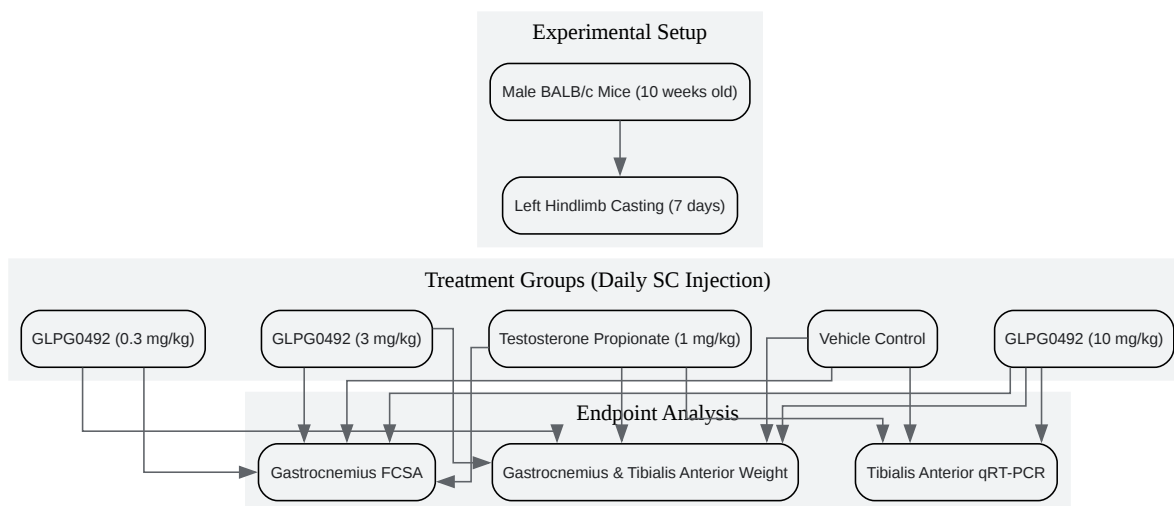 Experimental Setup
Male BALB/c Mice (10 weeks old)
Left Hindlimb Casting (7 days)
Treatment Groups (Daily SC Injection)
GLPG0492 (0.3 mg/kg)
GLPG0492 (3 mg/kg)
Testosterone Propionate (1 mg/kg)
Vehicle Control
GLPG0492 (10 mg/kg)
Endpoint Analysis
Gastrocnemius FCSA
Gastrocnemius & Tibialis Anterior Weight
Tibialis Anterior qRT-PCR